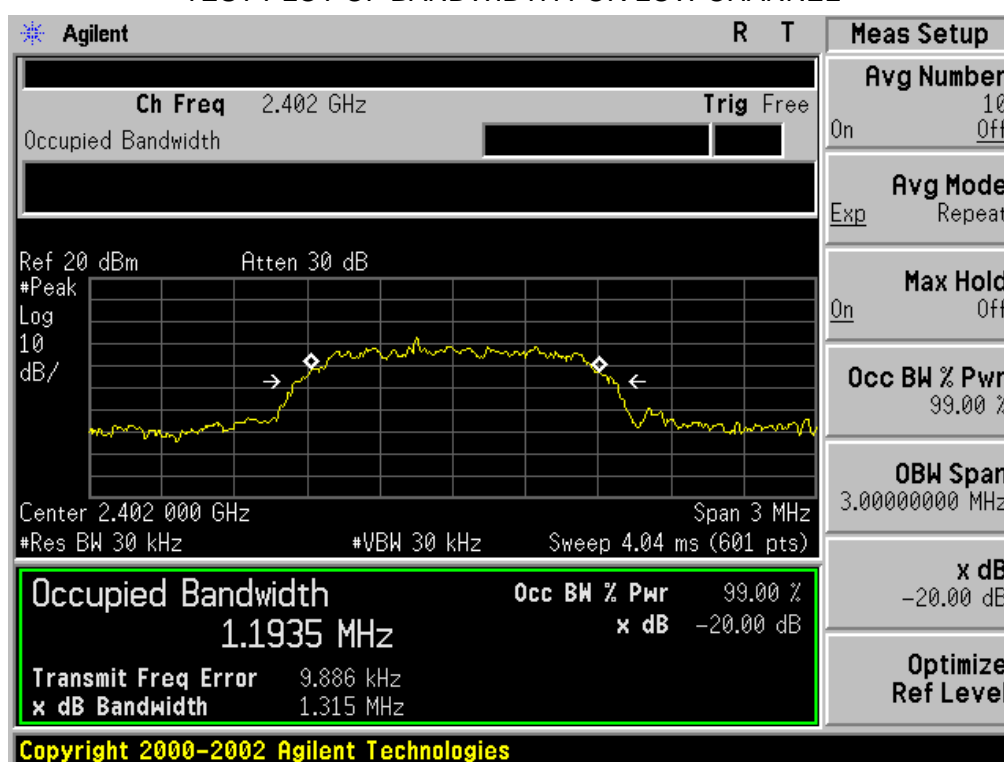 Agilent R T Meas Setup
Ch Freq 2.402 GHz Trig Free
Occupied Bandwidth
Avg Number
10
On Off
Avg Mode
Exp Repeat
Max Hold
On Off
Occ BW % Pwr
99.00 %
OBW Span
3.00000000 MHz
x dB
-20.00 dB
Optimize
Ref Level
Ref 20 dBm Atten 30 dB
#Peak
Log
10
dB/
Center 2.402 000 GHz Span 3 MHz
#Res BW 30 kHz #VBW 30 kHz Sweep 4.04 ms (601 pts)
Occupied Bandwidth Occ BW % Pwr 99.00 %
1.1935 MHz x dB -20.00 dB
Transmit Freq Error 9.886 kHz
x dB Bandwidth 1.315 MHz
Copyright 2000-2002 Agilent Technologies